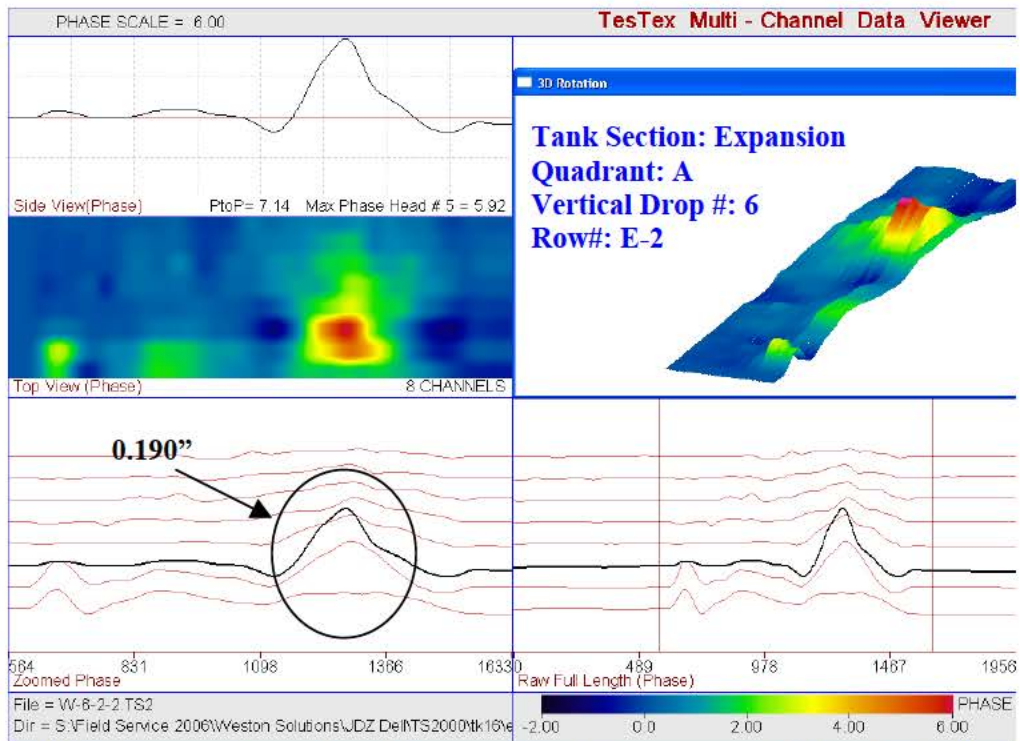 PHASE SCALE = 6.00
TesTex Multi - Channel Data Viewer
Side View(Phase)
PtoP= 7.14 Max Phase Head # 5 = 5.92
3D Rotation
Tank Section: Expansion
Quadrant: A
Vertical Drop #: 6
Row#: E-2
Top View (Phase)
8 CHANNELS
0.190”
564 831 1098 1366 1633
Zoomed Phase
0 489 978 1467 1956
Raw Full Length (Phase)
File = W-6-2-2.TS2
Dir = S:\Field Service 2006\Weston Solutions\JDZ Del\TS2000\tk16\e
PHASE
-2.00 0.0 2.00 4.00 6.00